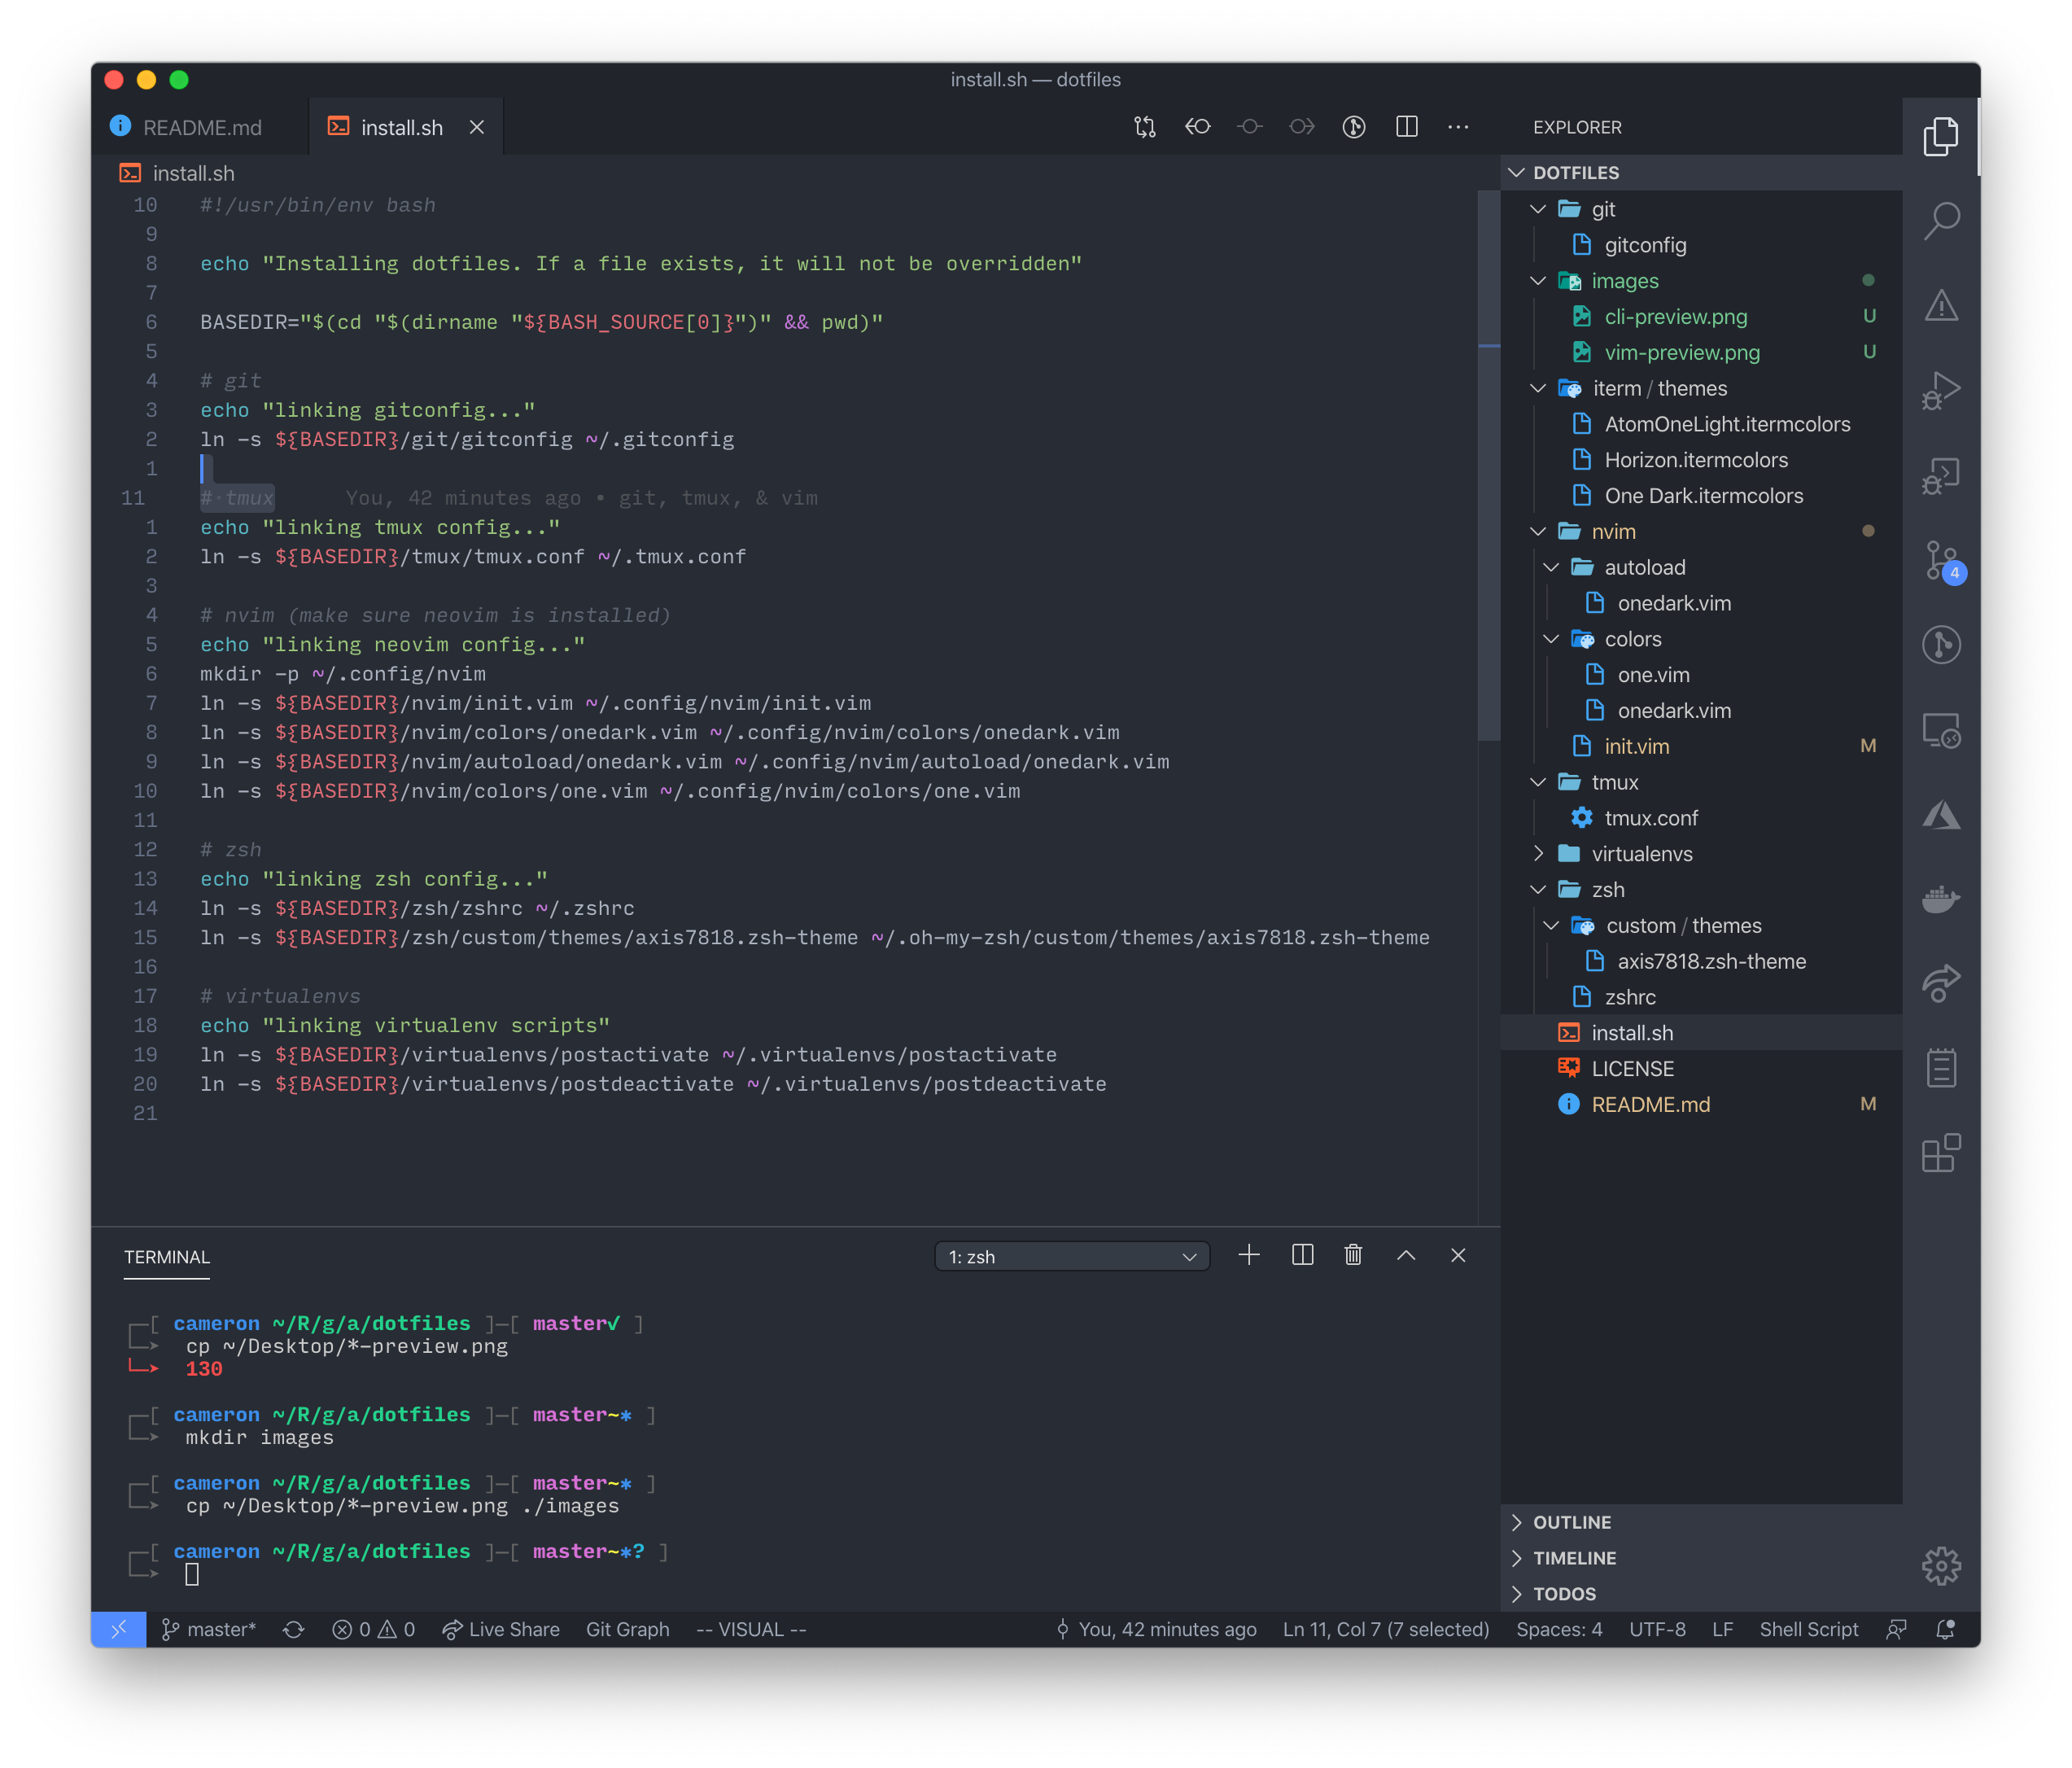 install.sh — dotfiles
README.md
install.sh
EXPLORER
install.sh
10 #!/usr/bin/env bash
9
8 echo "Installing dotfiles. If a file exists, it will not be overridden"
7
6 BASEDIR="$(cd "$(dirname "${BASH_SOURCE[0]}")" && pwd)"
5
4 # git
3 echo "linking gitconfig..."
2 ln -s ${BASEDIR}/git/gitconfig ~/.gitconfig
1
11 #·tmux You, 42 minutes ago • git, tmux, & vim
1 echo "linking tmux config..."
2 ln -s ${BASEDIR}/tmux/tmux.conf ~/.tmux.conf
3
4 # nvim (make sure neovim is installed)
5 echo "linking neovim config..."
6 mkdir -p ~/.config/nvim
7 ln -s ${BASEDIR}/nvim/init.vim ~/.config/nvim/init.vim
8 ln -s ${BASEDIR}/nvim/colors/onedark.vim ~/.config/nvim/colors/onedark.vim
9 ln -s ${BASEDIR}/nvim/autoload/onedark.vim ~/.config/nvim/autoload/onedark.vim
10 ln -s ${BASEDIR}/nvim/colors/one.vim ~/.config/nvim/colors/one.vim
11
12 # zsh
13 echo "linking zsh config..."
14 ln -s ${BASEDIR}/zsh/zshrc ~/.zshrc
15 ln -s ${BASEDIR}/zsh/custom/themes/axis7818.zsh-theme ~/.oh-my-zsh/custom/themes/axis7818.zsh-theme
16
17 # virtualenvs
18 echo "linking virtualenv scripts"
19 ln -s ${BASEDIR}/virtualenvs/postactivate ~/.virtualenvs/postactivate
20 ln -s ${BASEDIR}/virtualenvs/postdeactivate ~/.virtualenvs/postdeactivate
21
DOTFILES
git
gitconfig
images
cli-preview.png U
vim-preview.png U
iterm / themes
AtomOneLight.itermcolors
Horizon.itermcolors
One Dark.itermcolors
nvim
autoload
onedark.vim
colors
one.vim
onedark.vim
init.vim M
tmux
tmux.conf
virtualenvs
zsh
custom / themes
axis7818.zsh-theme
zshrc
install.sh
LICENSE
README.md M
OUTLINE
TIMELINE
TODOS
4
TERMINAL
1: zsh
[ cameron ~/R/g/a/dotfiles ]-[ master✓ ]
cp ~/Desktop/*-preview.png
130
[ cameron ~/R/g/a/dotfiles ]-[ master~* ]
mkdir images
[ cameron ~/R/g/a/dotfiles ]-[ master~* ]
cp ~/Desktop/*-preview.png ./images
[ cameron ~/R/g/a/dotfiles ]-[ master~*? ]
master* 0 0 Live Share Git Graph -- VISUAL -- You, 42 minutes ago Ln 11, Col 7 (7 selected) Spaces: 4 UTF-8 LF Shell Script